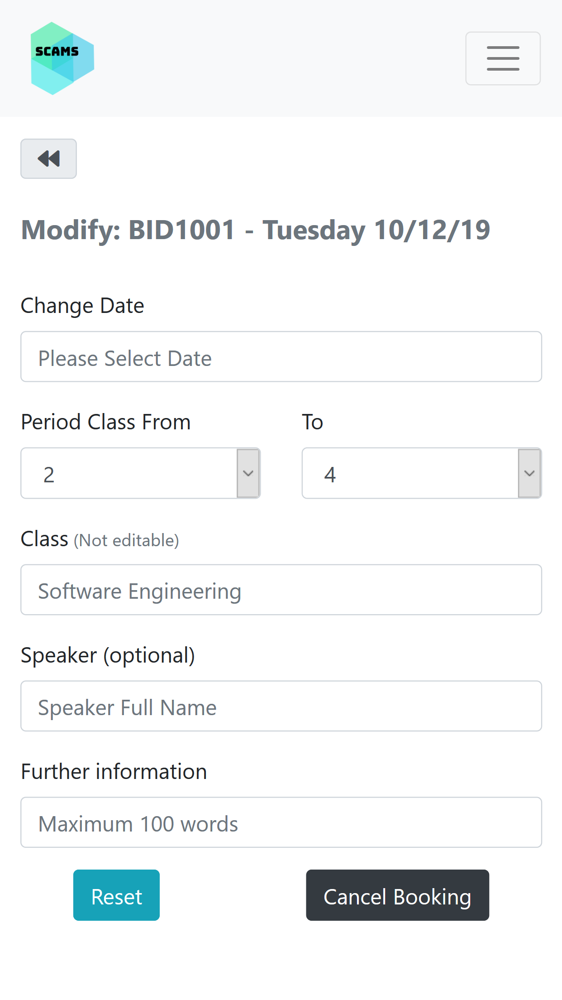 SCAMS
Modify: BID1001 - Tuesday 10/12/19
Change Date
Please Select Date
Period Class From To
2 4
Class (Not editable)
Software Engineering
Speaker (optional)
Speaker Full Name
Further information
Maximum 100 words
Reset Cancel Booking